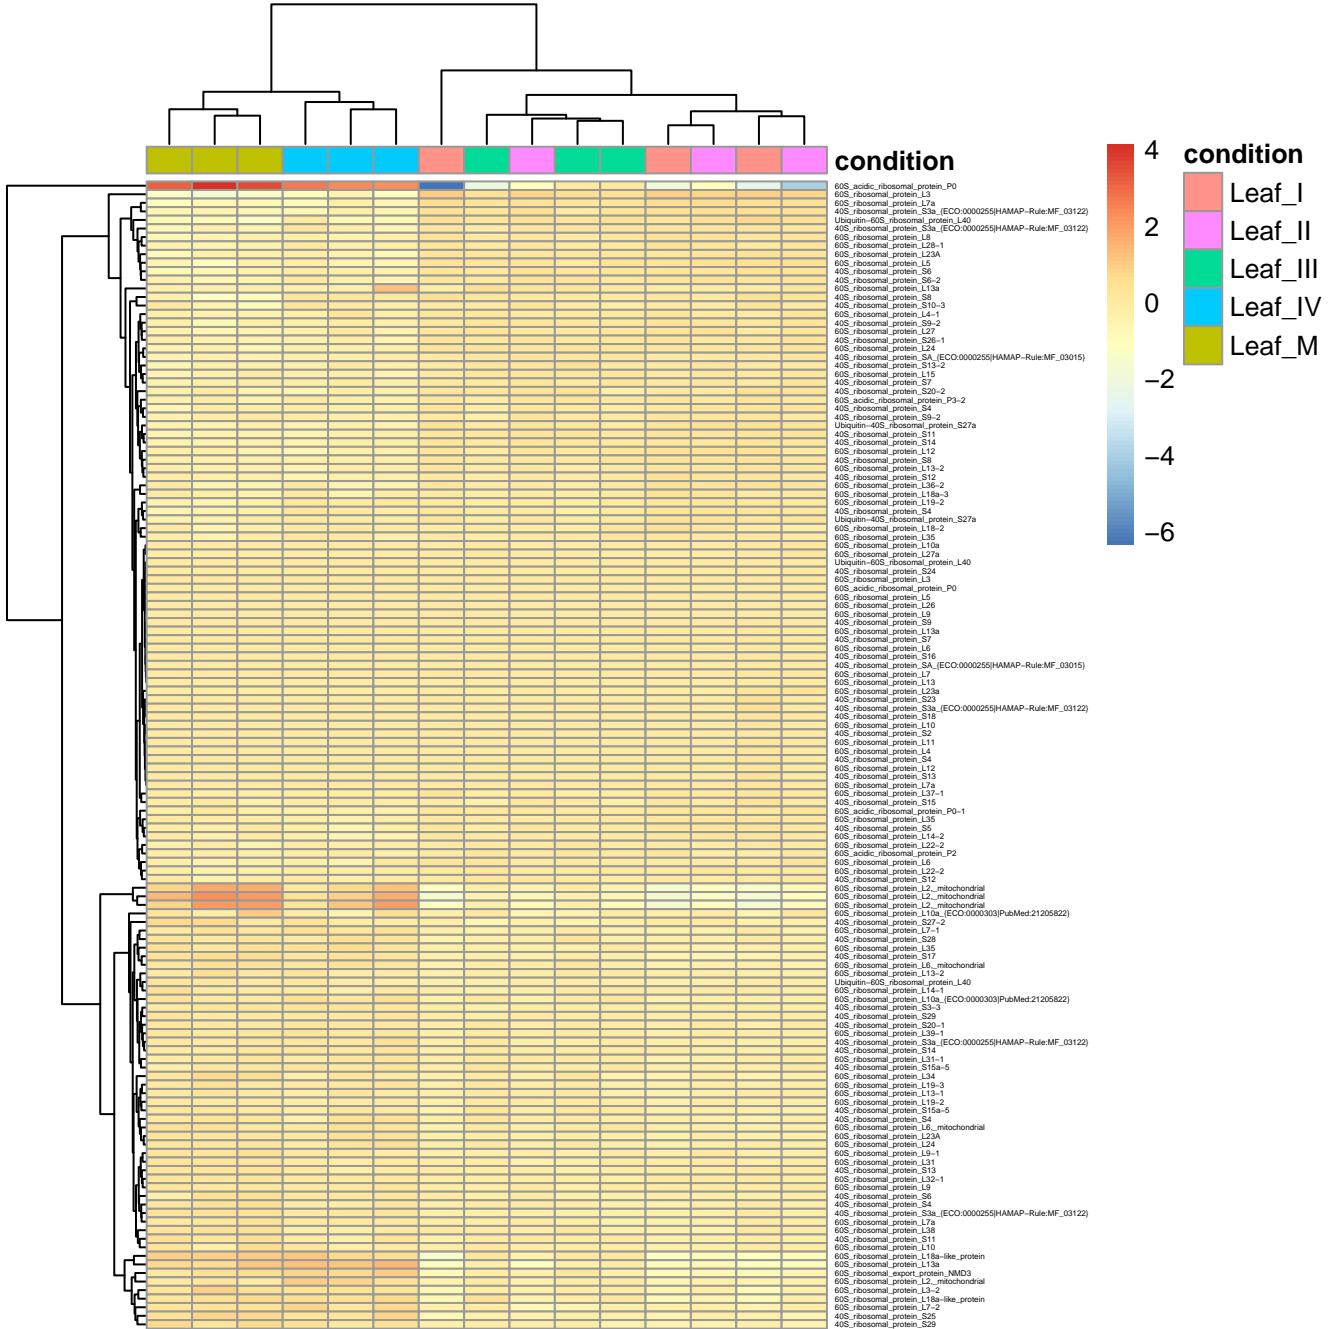 condition
4
2
0
−2
−4
−6
condition
Leaf_I
Leaf_II
Leaf_III
Leaf_IV
Leaf_M
60S_acidic_ribosomal_protein_P0
60S_ribosomal_protein_L3
60S_ribosomal_protein_L7a
40S_ribosomal_protein_S3a_{ECO:0000255|HAMAP−Rule:MF_03122}
Ubiquitin−60S_ribosomal_protein_L40
40S_ribosomal_protein_S3a_{ECO:0000255|HAMAP−Rule:MF_03122}
60S_ribosomal_protein_L8
60S_ribosomal_protein_L28−1
60S_ribosomal_protein_L23A
60S_ribosomal_protein_L5
40S_ribosomal_protein_S6
40S_ribosomal_protein_S6−2
60S_ribosomal_protein_L13a
40S_ribosomal_protein_S8
40S_ribosomal_protein_S10−3
60S_ribosomal_protein_L4−1
40S_ribosomal_protein_S9−2
60S_ribosomal_protein_L27
40S_ribosomal_protein_S26−1
60S_ribosomal_protein_L24
40S_ribosomal_protein_SA_{ECO:0000255|HAMAP−Rule:MF_03015}
40S_ribosomal_protein_S13−2
60S_ribosomal_protein_L15
40S_ribosomal_protein_S7
40S_ribosomal_protein_S20−2
60S_acidic_ribosomal_protein_P3−2
40S_ribosomal_protein_S4
40S_ribosomal_protein_S9−2
Ubiquitin−40S_ribosomal_protein_S27a
40S_ribosomal_protein_S11
40S_ribosomal_protein_S14
60S_ribosomal_protein_L12
40S_ribosomal_protein_S8
60S_ribosomal_protein_L13−2
40S_ribosomal_protein_S12
60S_ribosomal_protein_L36−2
60S_ribosomal_protein_L18a−3
60S_ribosomal_protein_L19−2
40S_ribosomal_protein_S4
Ubiquitin−40S_ribosomal_protein_S27a
60S_ribosomal_protein_L18−2
60S_ribosomal_protein_L35
60S_ribosomal_protein_L10a
60S_ribosomal_protein_L27a
Ubiquitin−60S_ribosomal_protein_L40
40S_ribosomal_protein_S24
60S_ribosomal_protein_L3
60S_acidic_ribosomal_protein_P0
60S_ribosomal_protein_L5
60S_ribosomal_protein_L26
60S_ribosomal_protein_L9
40S_ribosomal_protein_S9
60S_ribosomal_protein_L13a
40S_ribosomal_protein_S7
60S_ribosomal_protein_L6
40S_ribosomal_protein_S16
40S_ribosomal_protein_SA_{ECO:0000255|HAMAP−Rule:MF_03015}
60S_ribosomal_protein_L7
60S_ribosomal_protein_L13
60S_ribosomal_protein_L23a
40S_ribosomal_protein_S23
40S_ribosomal_protein_S3a_{ECO:0000255|HAMAP−Rule:MF_03122}
40S_ribosomal_protein_S18
60S_ribosomal_protein_L10
40S_ribosomal_protein_S2
60S_ribosomal_protein_L11
60S_ribosomal_protein_L4
40S_ribosomal_protein_S4
60S_ribosomal_protein_L12
40S_ribosomal_protein_S13
60S_ribosomal_protein_L7a
60S_ribosomal_protein_L37−1
40S_ribosomal_protein_S15
60S_acidic_ribosomal_protein_P0−1
60S_ribosomal_protein_L35
40S_ribosomal_protein_S5
60S_ribosomal_protein_L14−2
60S_ribosomal_protein_L22−2
60S_acidic_ribosomal_protein_P2
60S_ribosomal_protein_L6
60S_ribosomal_protein_L22−2
40S_ribosomal_protein_S12
60S_ribosomal_protein_L2,_mitochondrial
60S_ribosomal_protein_L2,_mitochondrial
60S_ribosomal_protein_L2,_mitochondrial
60S_ribosomal_protein_L10a_{ECO:0000303|PubMed:21205822}
40S_ribosomal_protein_S27−2
60S_ribosomal_protein_L7−1
40S_ribosomal_protein_S28
60S_ribosomal_protein_L35
40S_ribosomal_protein_S17
60S_ribosomal_protein_L6,_mitochondrial
60S_ribosomal_protein_L13−2
Ubiquitin−60S_ribosomal_protein_L40
60S_ribosomal_protein_L14−1
60S_ribosomal_protein_L10a_{ECO:0000303|PubMed:21205822}
40S_ribosomal_protein_S3−3
40S_ribosomal_protein_S29
40S_ribosomal_protein_S20−1
60S_ribosomal_protein_L39−1
40S_ribosomal_protein_S3a_{ECO:0000255|HAMAP−Rule:MF_03122}
40S_ribosomal_protein_S14
60S_ribosomal_protein_L31−1
40S_ribosomal_protein_S15a−5
60S_ribosomal_protein_L34
60S_ribosomal_protein_L19−3
60S_ribosomal_protein_L13−1
60S_ribosomal_protein_L19−2
40S_ribosomal_protein_S15a−5
40S_ribosomal_protein_S4
60S_ribosomal_protein_L6,_mitochondrial
60S_ribosomal_protein_L23A
60S_ribosomal_protein_L24
60S_ribosomal_protein_L9−1
60S_ribosomal_protein_L31
40S_ribosomal_protein_S13
60S_ribosomal_protein_L32−1
60S_ribosomal_protein_L9
40S_ribosomal_protein_S6
40S_ribosomal_protein_S4
40S_ribosomal_protein_S3a_{ECO:0000255|HAMAP−Rule:MF_03122}
60S_ribosomal_protein_L7a
60S_ribosomal_protein_L38
40S_ribosomal_protein_S11
60S_ribosomal_protein_L10
60S_ribosomal_protein_L18a−like_protein
60S_ribosomal_protein_L13a
60S_ribosomal_export_protein_NMD3
60S_ribosomal_protein_L2,_mitochondrial
60S_ribosomal_protein_L3−2
60S_ribosomal_protein_L18a−like_protein
60S_ribosomal_protein_L7−2
40S_ribosomal_protein_S25
40S_ribosomal_protein_S29